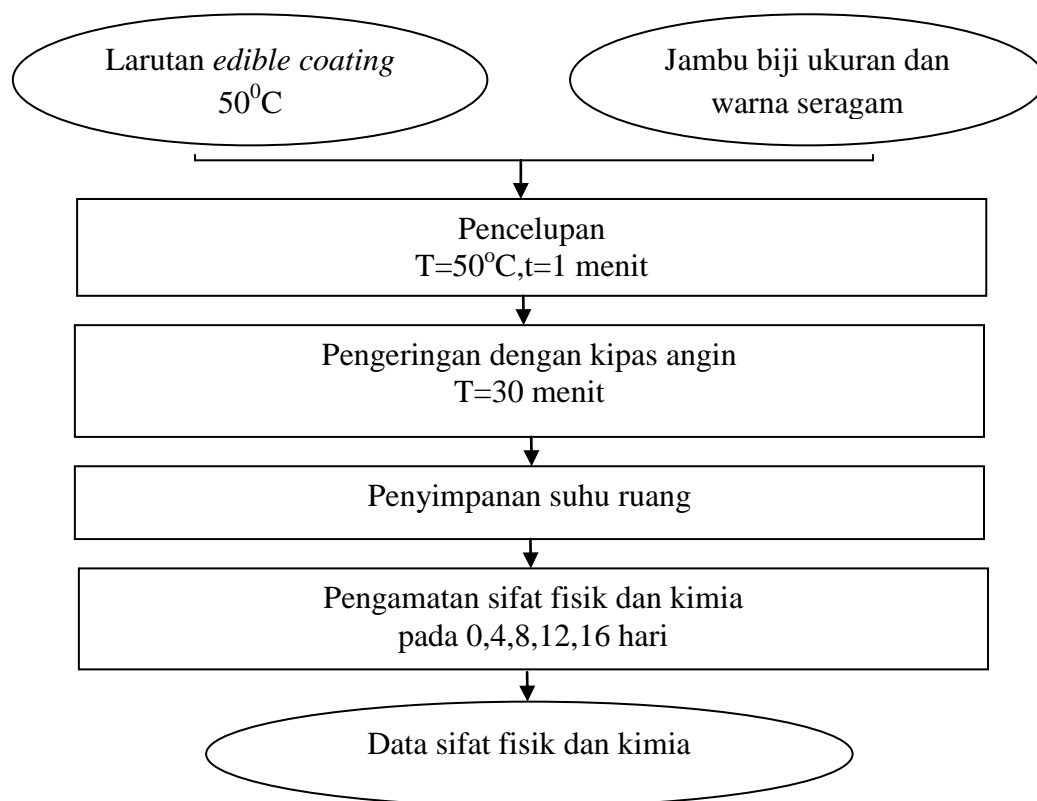 Larutan edible coating
50⁰C
Jambu biji ukuran dan
warna seragam
Pencelupan
T=50ᵒC,t=1 menit
Pengeringan dengan kipas angin
T=30 menit
Penyimpanan suhu ruang
Pengamatan sifat fisik dan kimia
pada 0,4,8,12,16 hari
Data sifat fisik dan kimia